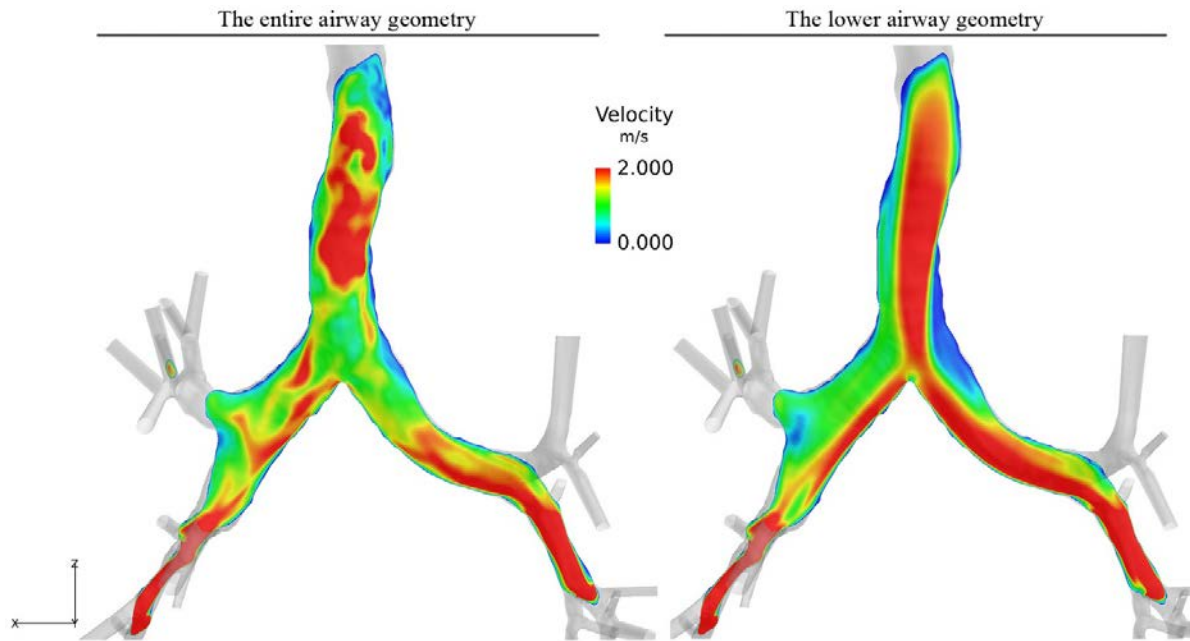 The entire airway geometry
The lower airway geometry
Velocity
m/s
2.000
0.000
z
x